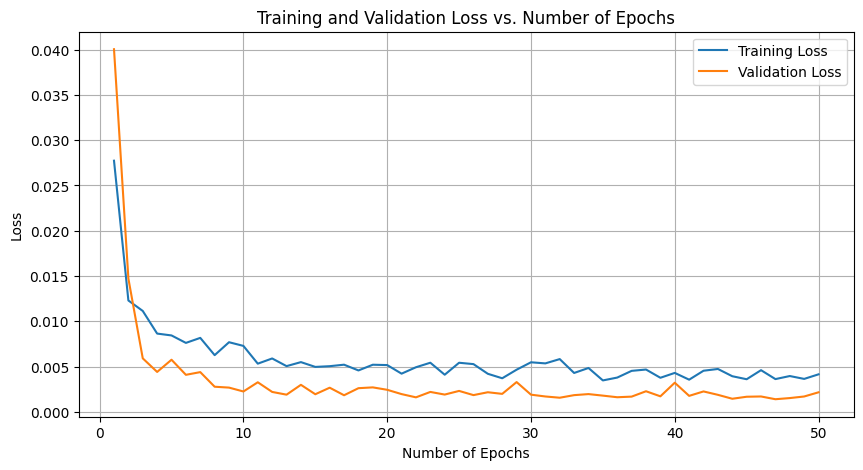 Training and Validation Loss vs. Number of Epochs
Training Loss
Validation Loss
Loss
0.040
0.035
0.030
0.025
0.020
0.015
0.010
0.005
0.000
0 10 20 30 40 50
Number of Epochs